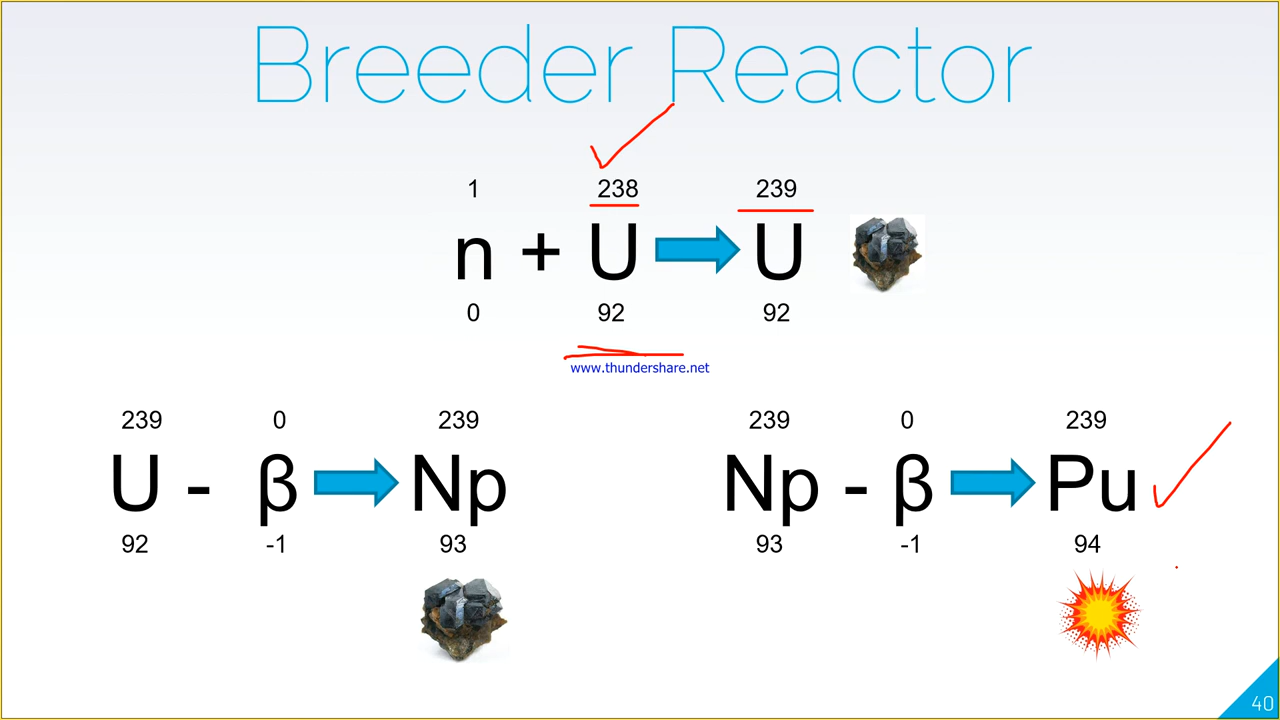 Breeder Reactor
1 238 239
n + U U
0 92 92
www.thundershare.net
239 0 239
U - β Np
92 -1 93
239 0 239
Np - β Pu
93 -1 94
40